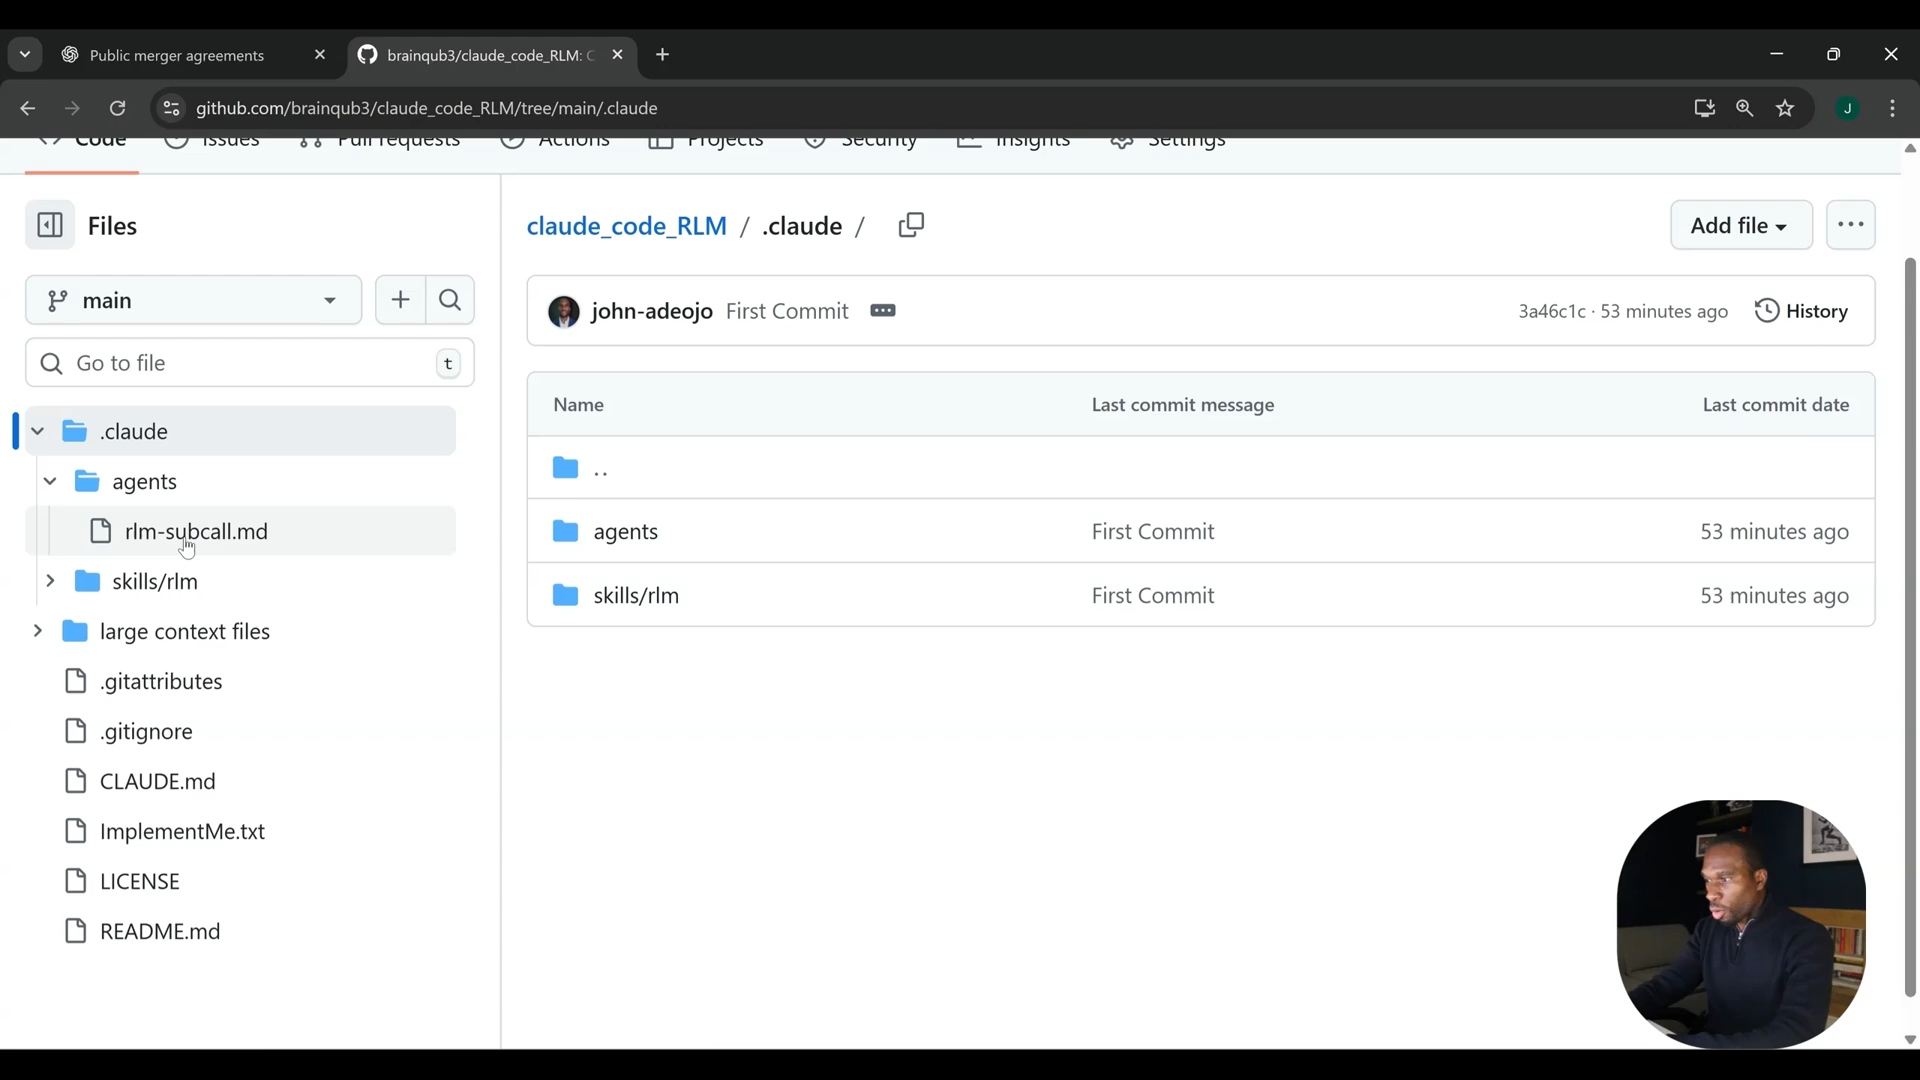 Public merger agreements
brainqub3/claude_code_RLM: C
github.com/brainqub3/claude_code_RLM/tree/main/.claude
J
Code Issues Pull requests Actions Projects Security Insights Settings
Files
claude_code_RLM / .claude /
Add file
main
john-adeojo First Commit
3a46c1c · 53 minutes ago
History
Go to file
t
Name Last commit message Last commit date
.claude
..
agents
agents First Commit 53 minutes ago
rlm-subcall.md
skills/rlm First Commit 53 minutes ago
skills/rlm
large context files
.gitattributes
.gitignore
CLAUDE.md
ImplementMe.txt
LICENSE
README.md